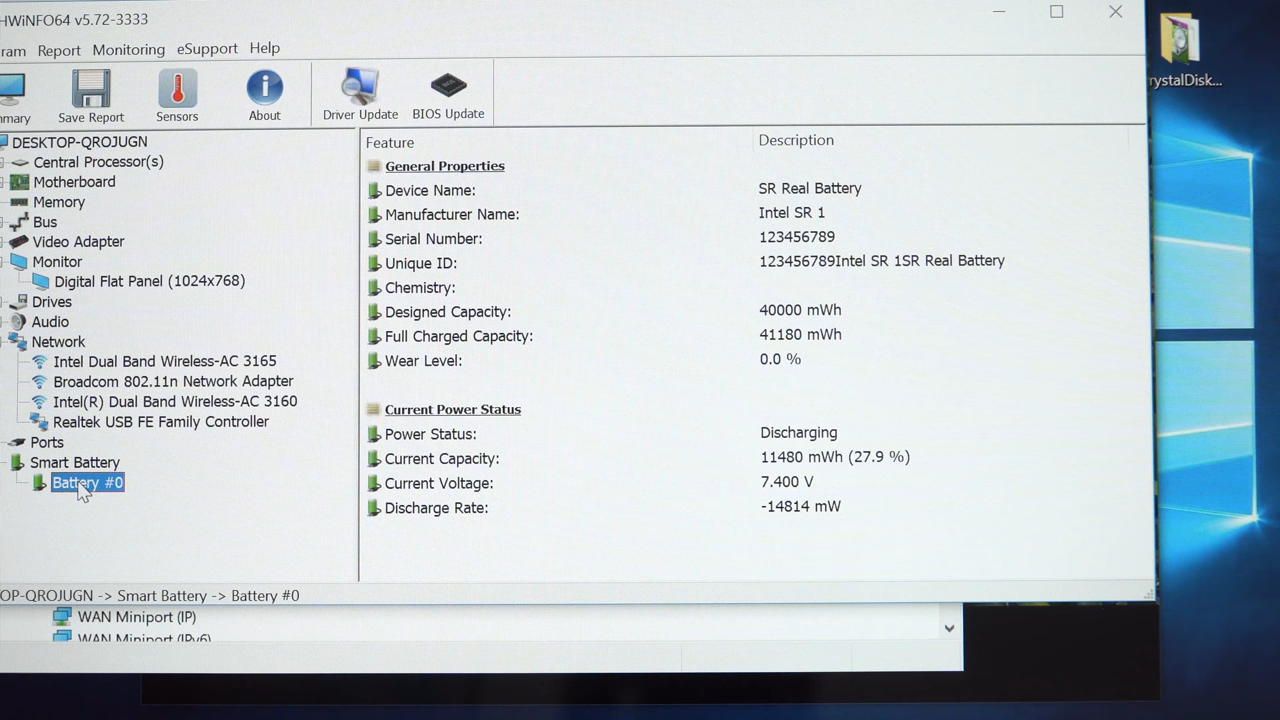 HWiNFO64 v5.72-3333
ram Report Monitoring eSupport Help
mmary Save Report Sensors About Driver Update BIOS Update
rystalDisk...
DESKTOP-QROJUGN
Central Processor(s)
Motherboard
Memory
Bus
Video Adapter
Monitor
Digital Flat Panel (1024x768)
Drives
Audio
Network
Intel Dual Band Wireless-AC 3165
Broadcom 802.11n Network Adapter
Intel(R) Dual Band Wireless-AC 3160
Realtek USB FE Family Controller
Ports
Smart Battery
Battery #0
Feature Description
General Properties
Device Name: SR Real Battery
Manufacturer Name: Intel SR 1
Serial Number: 123456789
Unique ID: 123456789Intel SR 1SR Real Battery
Chemistry:
Designed Capacity: 40000 mWh
Full Charged Capacity: 41180 mWh
Wear Level: 0.0 %
Current Power Status
Power Status: Discharging
Current Capacity: 11480 mWh (27.9 %)
Current Voltage: 7.400 V
Discharge Rate: -14814 mW
OP-QROJUGN -> Smart Battery -> Battery #0
WAN Miniport (IP)
WAN Miniport (IPv6)